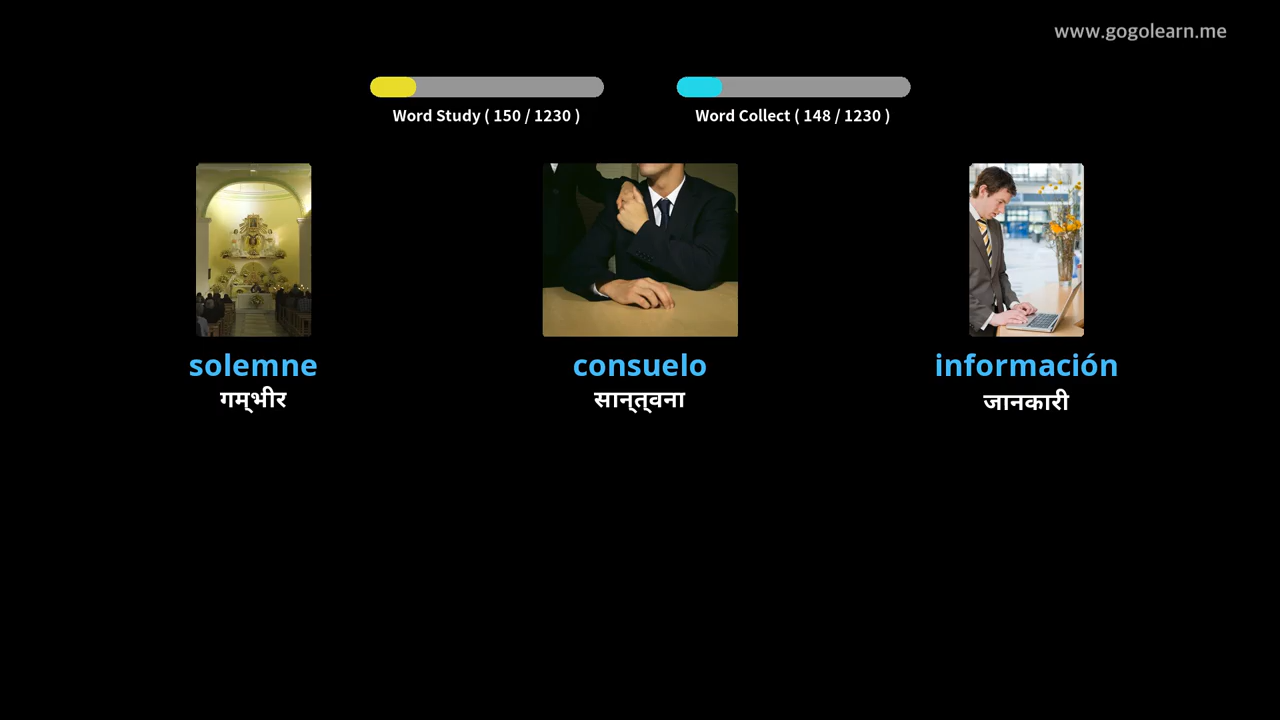 www.gogolearn.me
Word Study ( 150 / 1230 )
Word Collect ( 148 / 1230 )
solemne
consuelo
información
गम्‌भीर
सान्‌त्‌वना
जानकारी